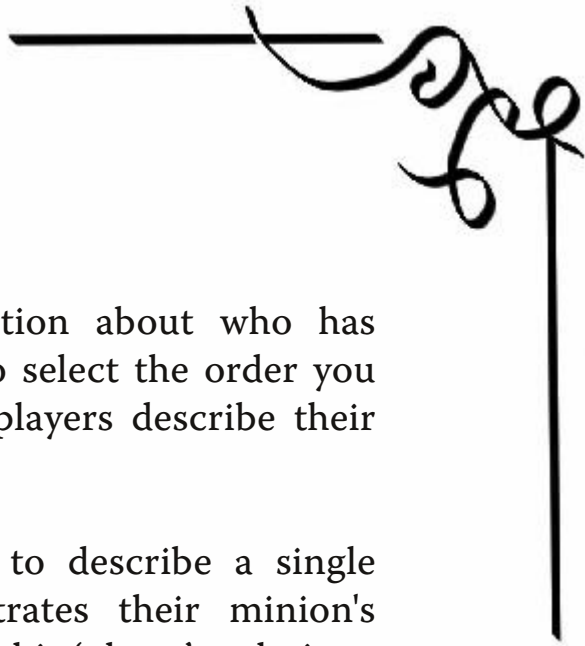 tion about who has
select the order you
players describe their
to describe a single
trates their minion's